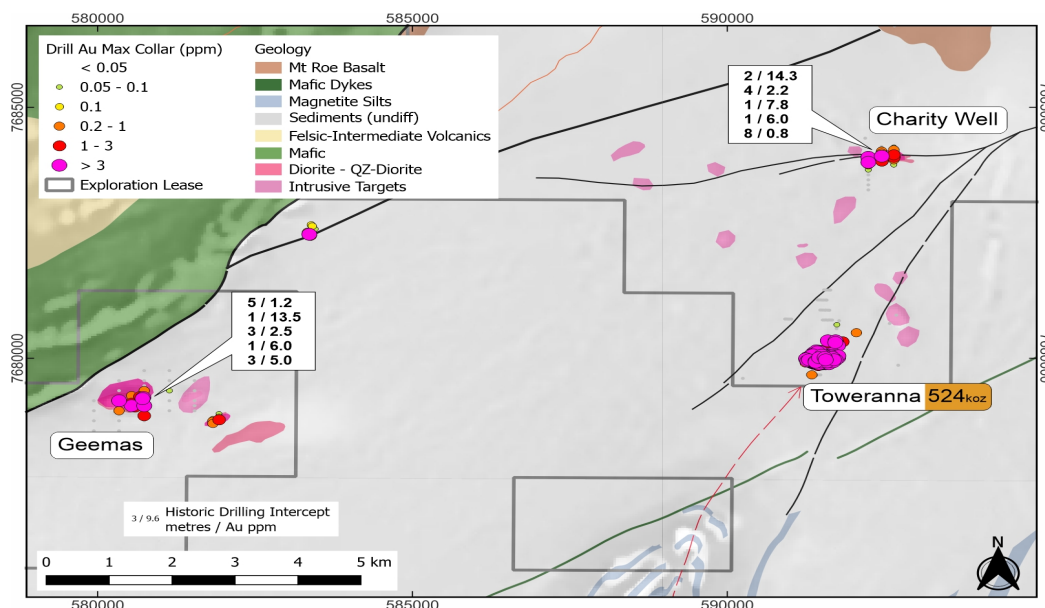 580000
585000
590000
Drill Au Max Collar (ppm)
< 0.05
0.05 - 0.1
0.1
0.2 - 1
1 - 3
> 3
Exploration Lease
Geology
Mt Roe Basalt
Mafic Dykes
Magnetite Silts
Sediments (undiff)
Felsic-Intermediate Volcanics
Mafic
Diorite - QZ-Diorite
Intrusive Targets
2 / 14.3
4 / 2.2
1 / 7.8
1 / 6.0
8 / 0.8
Charity Well
7685000
5 / 1.2
1 / 13.5
3 / 2.5
1 / 6.0
3 / 5.0
7680000
Toweranna 524koz
Geemas
3 / 9.6 Historic Drilling Intercept
metres / Au ppm
0 1 2 3 4 5 km
N
580000
585000
590000